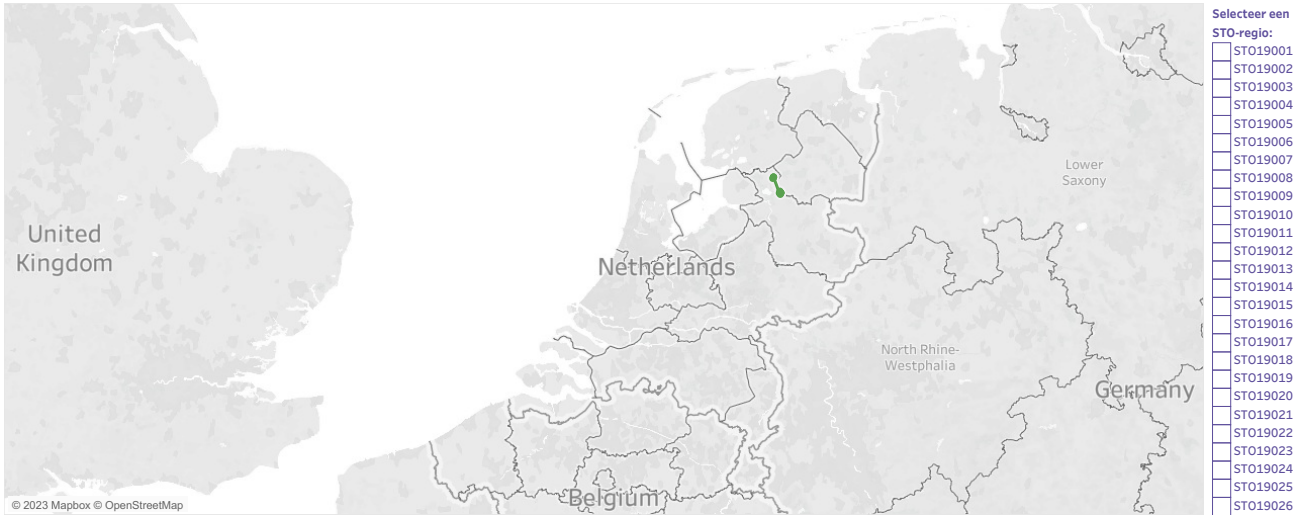 United
Kingdom
Netherlands
Belgium
Lower
Saxony
North Rhine-
Westphalia
Germany
© 2023 Mapbox © OpenStreetMap
Selecteer een
STO-regio:
STO19001
STO19002
STO19003
STO19004
STO19005
STO19006
STO19007
STO19008
STO19009
STO19010
STO19011
STO19012
STO19013
STO19014
STO19015
STO19016
STO19017
STO19018
STO19019
STO19020
STO19021
STO19022
STO19023
STO19024
STO19025
STO19026